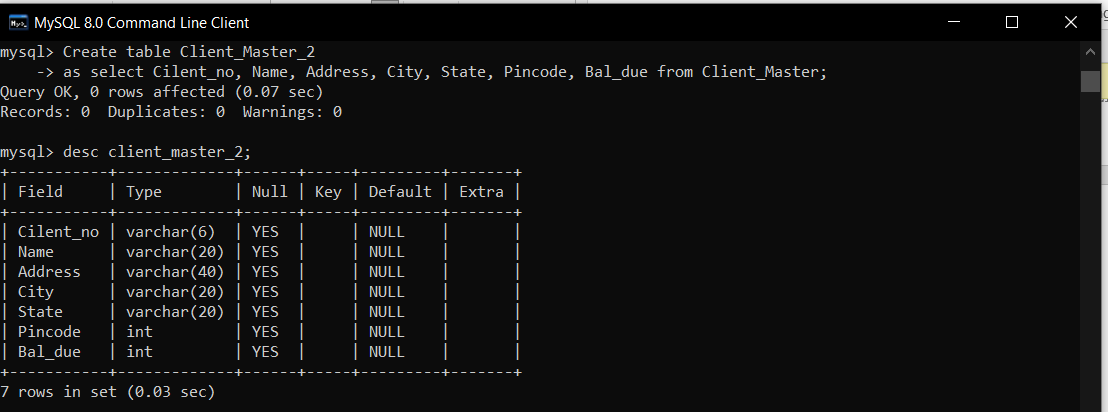 MySQL 8.0 Command Line Client
mysql> Create table Client_Master_2
    -> as select Cilent_no, Name, Address, City, State, Pincode, Bal_due from Client_Master;
Query OK, 0 rows affected (0.07 sec)
Records: 0  Duplicates: 0  Warnings: 0
mysql> desc client_master_2;
+-----------+-------------+------+-----+---------+-------+
| Field     | Type        | Null | Key | Default | Extra |
+-----------+-------------+------+-----+---------+-------+
| Cilent_no | varchar(6)  | YES  |     | NULL    |       |
| Name      | varchar(20) | YES  |     | NULL    |       |
| Address   | varchar(40) | YES  |     | NULL    |       |
| City      | varchar(20) | YES  |     | NULL    |       |
| State     | varchar(20) | YES  |     | NULL    |       |
| Pincode   | int         | YES  |     | NULL    |       |
| Bal_due   | int         | YES  |     | NULL    |       |
+-----------+-------------+------+-----+---------+-------+
7 rows in set (0.03 sec)